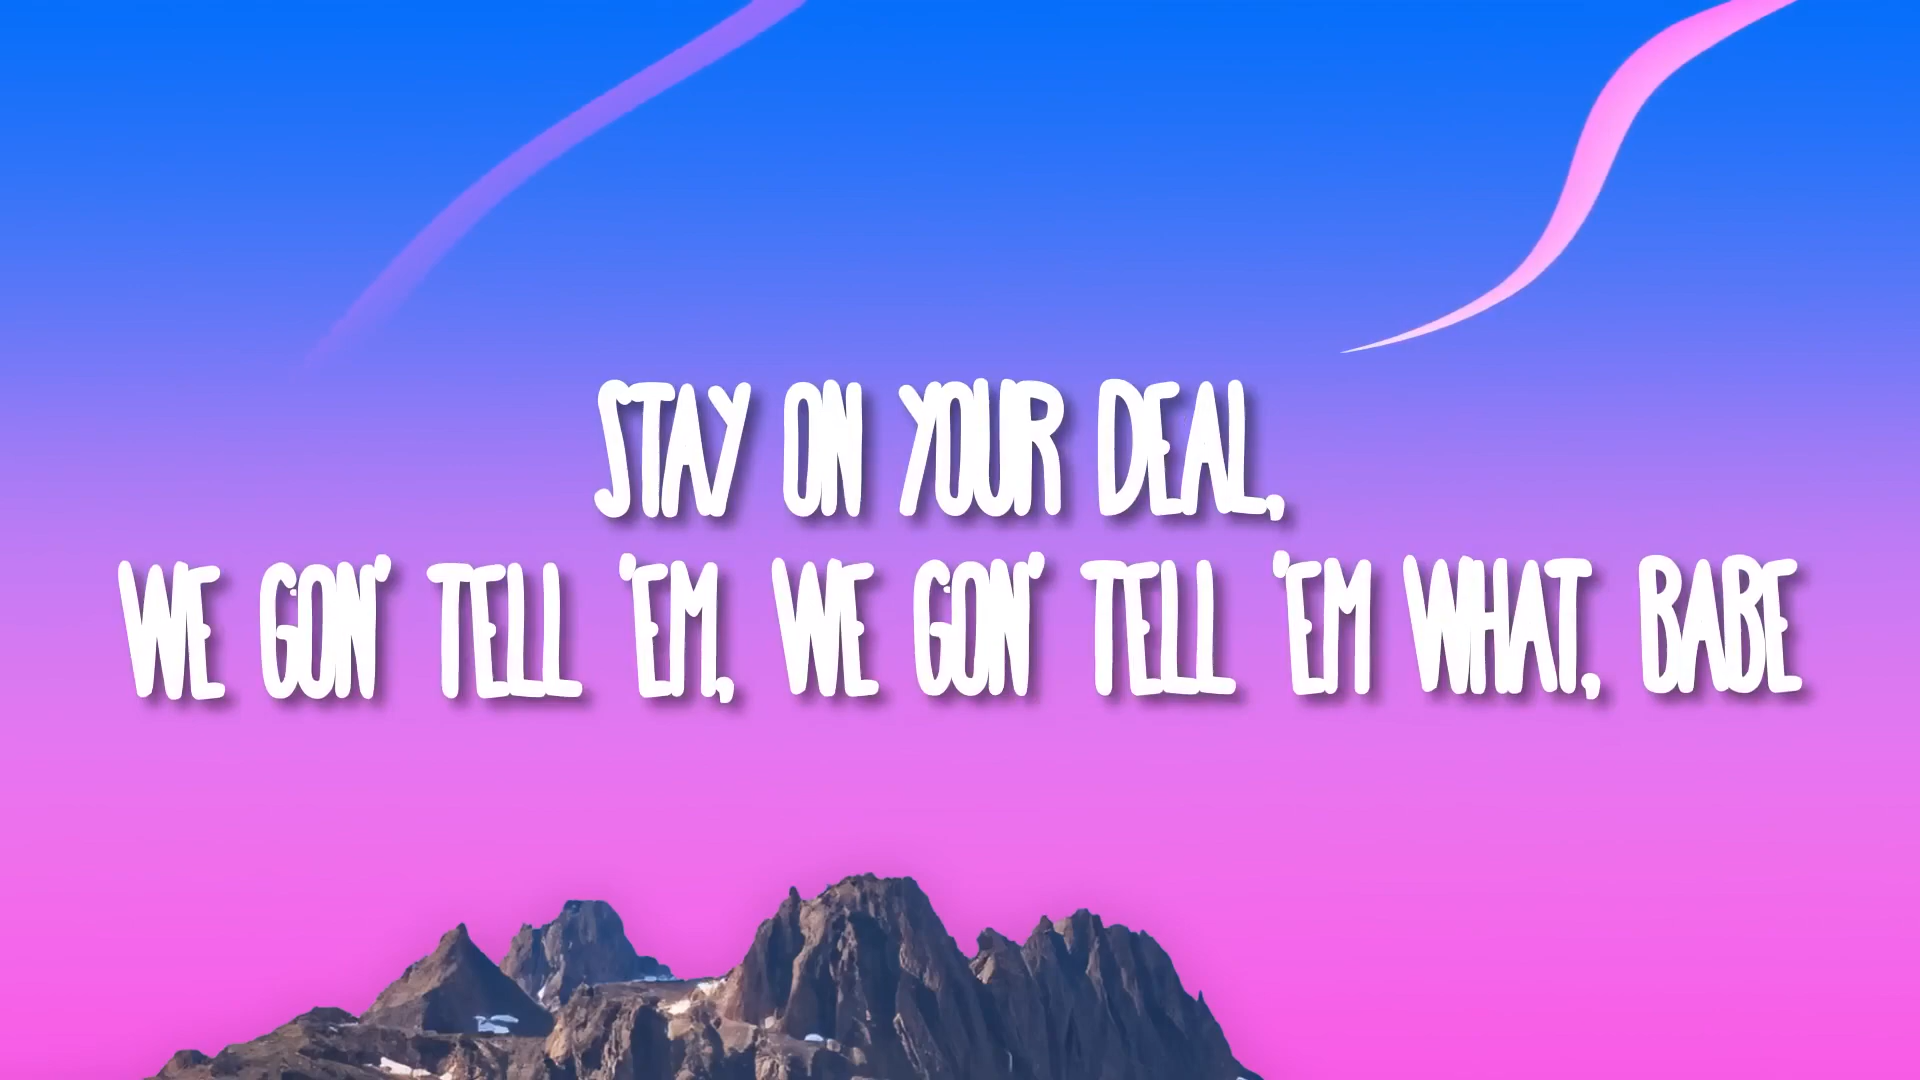 STAY ON YOUR DEAL,
WE GON' TELL 'EM, WE GON' TELL 'EM WHAT, BABE